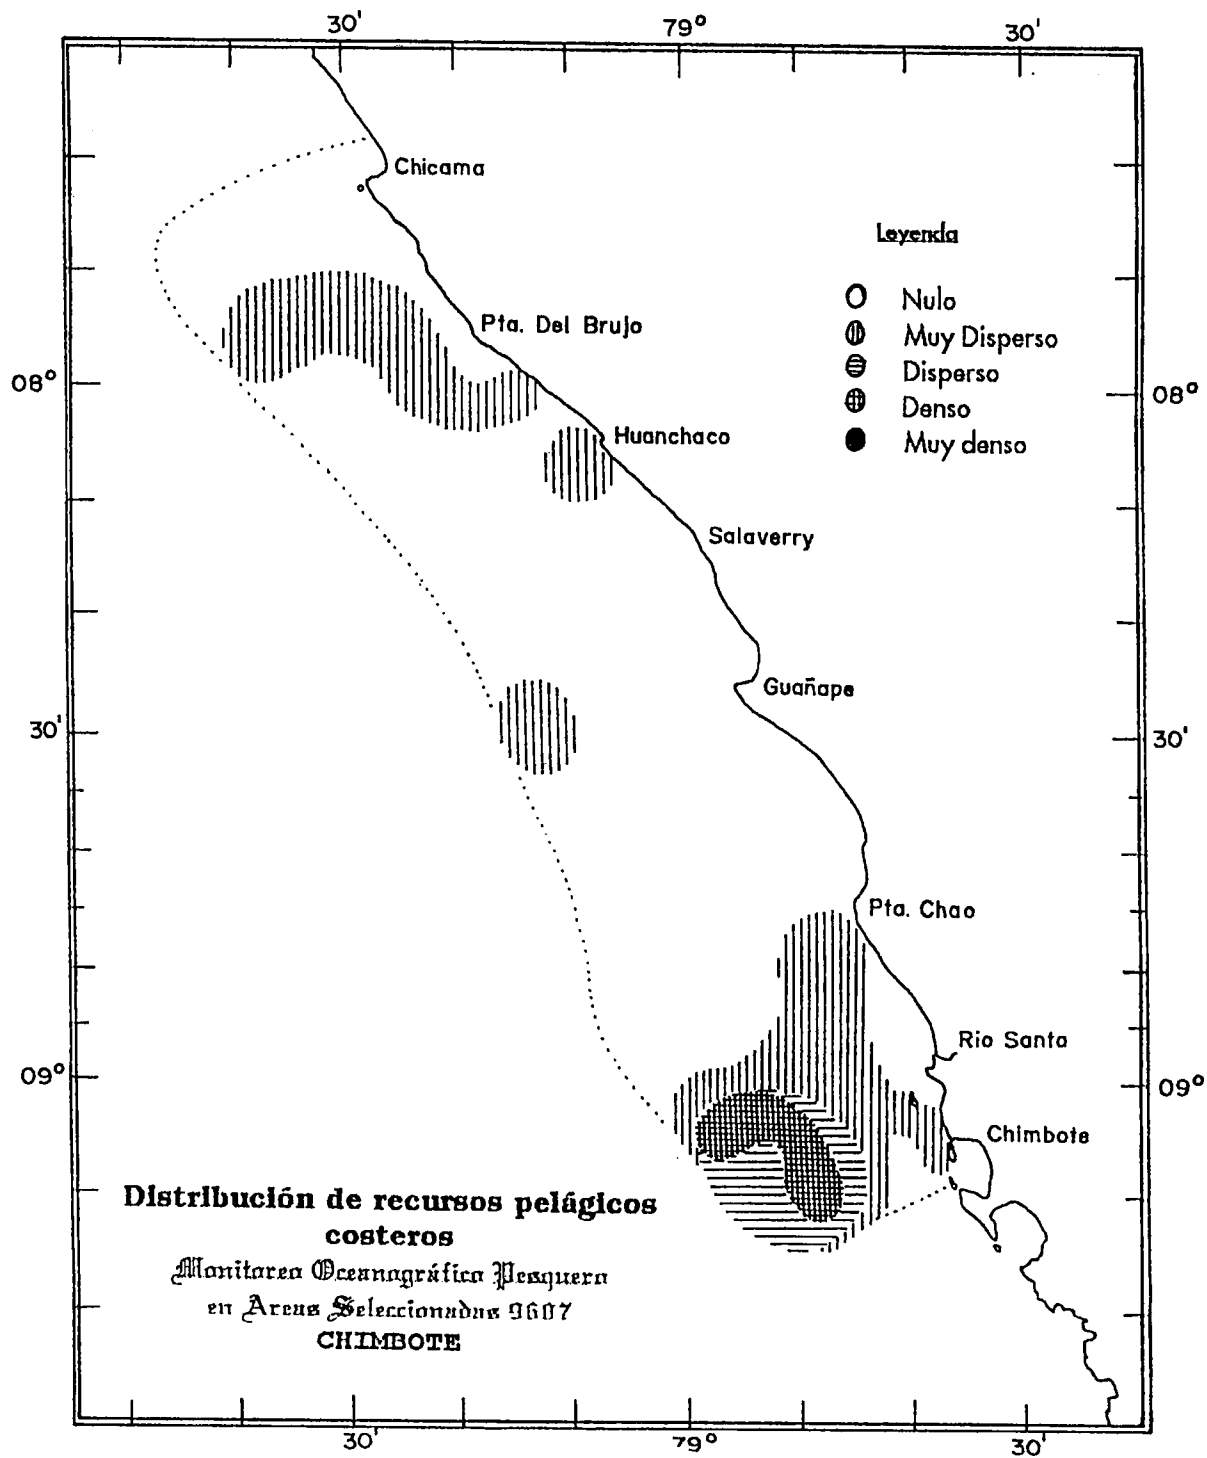 30'
79°
30'
Chicama
Leyenda
Nulo
Pta. Del Brujo
Muy Disperso
08°
Disperso
08°
Denso
Huanchaco
Muy denso
Salaverry
Guañape
30'
30'
Pta. Chao
Rio Santa
09°
09°
Chimbote
Distribución de recursos pelágicos
costeros
Monitoreo Oceanográfico Pesquero
en Areas Seleccionadas 9607
CHIMBOTE
30'
79°
30'